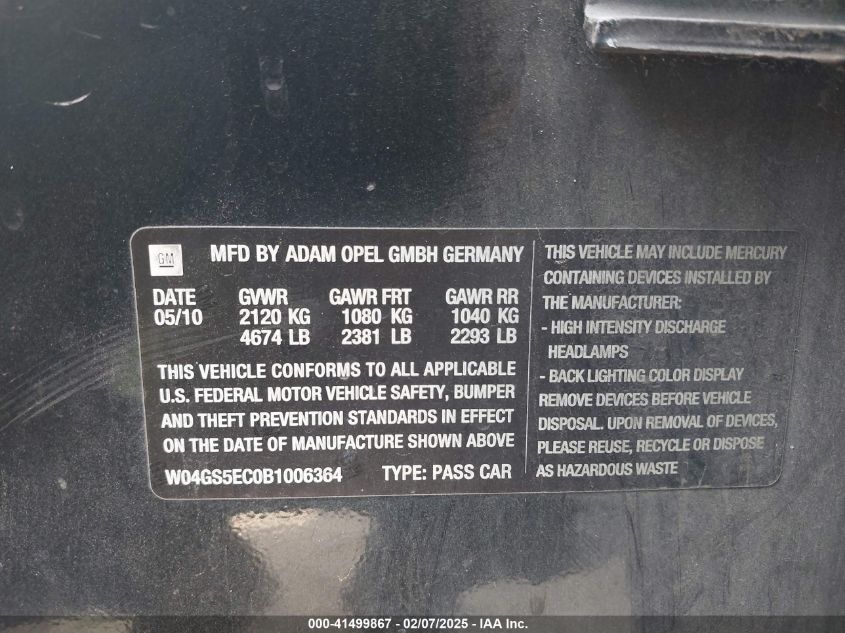 GM
MFD BY ADAM OPEL GMBH GERMANY
DATE GVWR GAWR FRT GAWR RR
05/10 2120 KG 1080 KG 1040 KG
4674 LB 2381 LB 2293 LB
THIS VEHICLE CONFORMS TO ALL APPLICABLE
U.S. FEDERAL MOTOR VEHICLE SAFETY, BUMPER
AND THEFT PREVENTION STANDARDS IN EFFECT
ON THE DATE OF MANUFACTURE SHOWN ABOVE
W04GS5EC0B1006364 TYPE: PASS CAR
THIS VEHICLE MAY INCLUDE MERCURY
CONTAINING DEVICES INSTALLED BY
THE MANUFACTURER:
- HIGH INTENSITY DISCHARGE
HEADLAMPS
- BACK LIGHTING COLOR DISPLAY
REMOVE DEVICES BEFORE VEHICLE
DISPOSAL. UPON REMOVAL OF DEVICES,
PLEASE REUSE, RECYCLE OR DISPOSE
AS HAZARDOUS WASTE
000-41499867 - 02/07/2025 - IAA Inc.